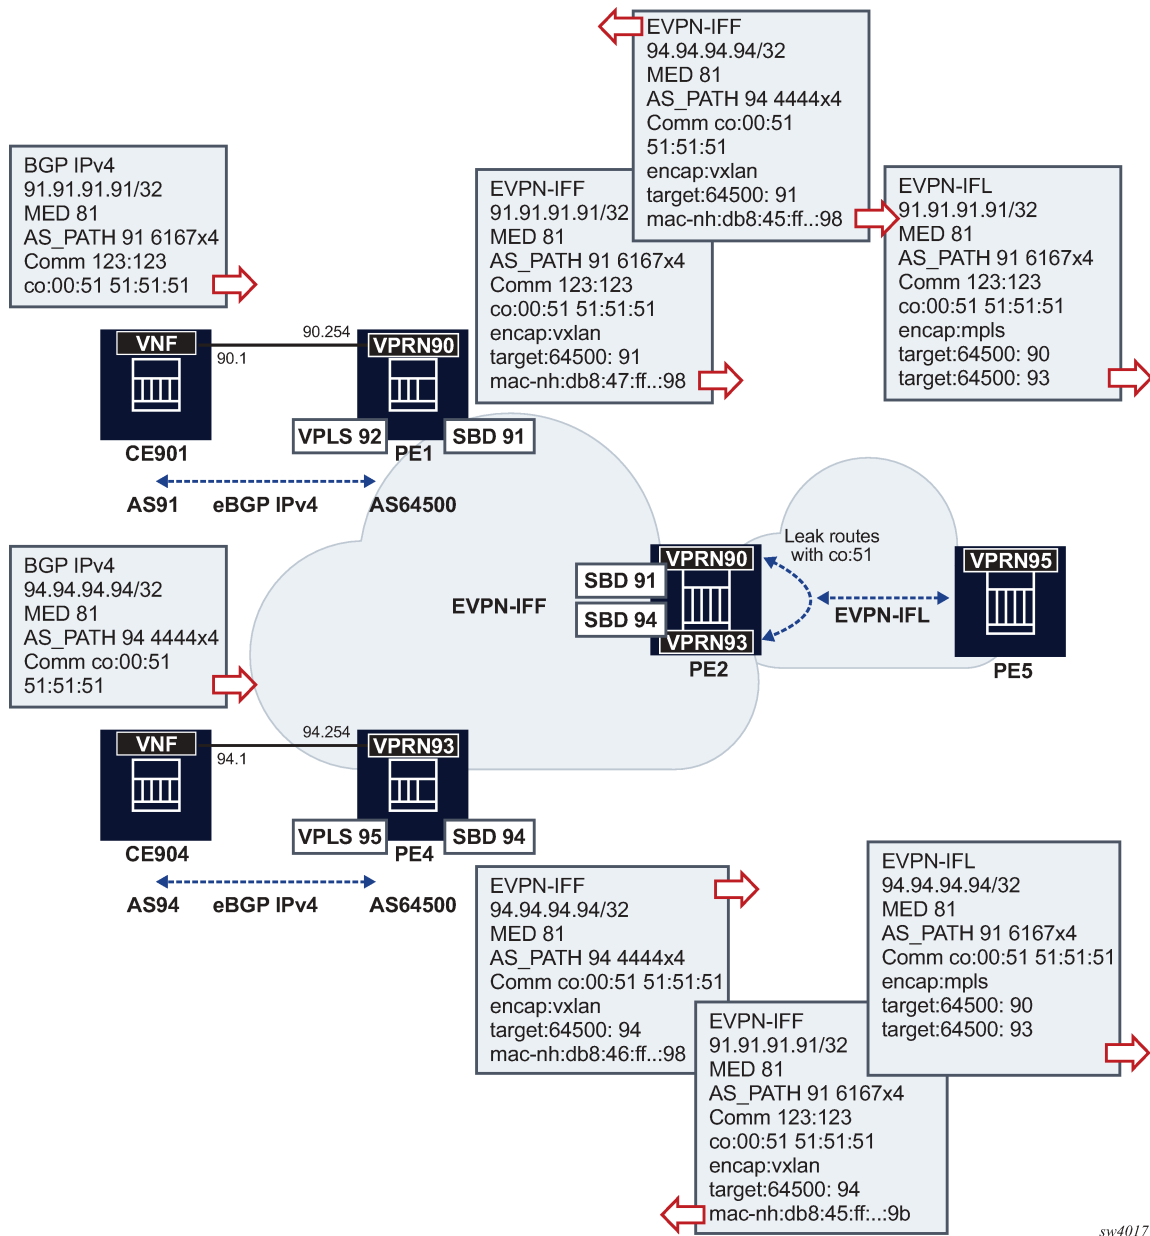 EVPN-IFF
94.94.94.94/32
MED 81
AS_PATH 94 4444x4
Comm co:00:51
51:51:51
encap:vxlan
target:64500: 91
mac-nh:db8:45:ff..:98
BGP IPv4
91.91.91.91/32
MED 81
AS_PATH 91 6167x4
Comm 123:123
co:00:51 51:51:51
EVPN-IFF
91.91.91.91/32
MED 81
AS_PATH 91 6167x4
Comm 123:123
co:00:51 51:51:51
encap:vxlan
target:64500: 91
mac-nh:db8:47:ff..:98
EVPN-IFL
91.91.91.91/32
MED 81
AS_PATH 91 6167x4
Comm 123:123
co:00:51 51:51:51
encap:mpls
target:64500: 90
target:64500: 93
VNF
90.1
90.254
VPRN90
VPLS 92
SBD 91
CE901
PE1
AS91
eBGP IPv4
AS64500
BGP IPv4
94.94.94.94/32
MED 81
AS_PATH 94 4444x4
Comm co:00:51
51:51:51
EVPN-IFF
SBD 91
SBD 94
VPRN90
VPRN93
PE2
Leak routes
with co:51
EVPN-IFL
VPRN95
PE5
VNF
94.1
94.254
VPRN93
VPLS 95
SBD 94
CE904
PE4
AS94
eBGP IPv4
AS64500
EVPN-IFF
94.94.94.94/32
MED 81
AS_PATH 94 4444x4
Comm co:00:51 51:51:51
encap:vxlan
target:64500: 94
mac-nh:db8:46:ff..:98
EVPN-IFL
94.94.94.94/32
MED 81
AS_PATH 91 6167x4
Comm co:00:51 51:51:51
encap:mpls
target:64500: 90
target:64500: 93
EVPN-IFF
91.91.91.91/32
MED 81
AS_PATH 91 6167x4
Comm 123:123
co:00:51 51:51:51
encap:vxlan
target:64500: 94
mac-nh:db8:45:ff:..:9b
sw4017